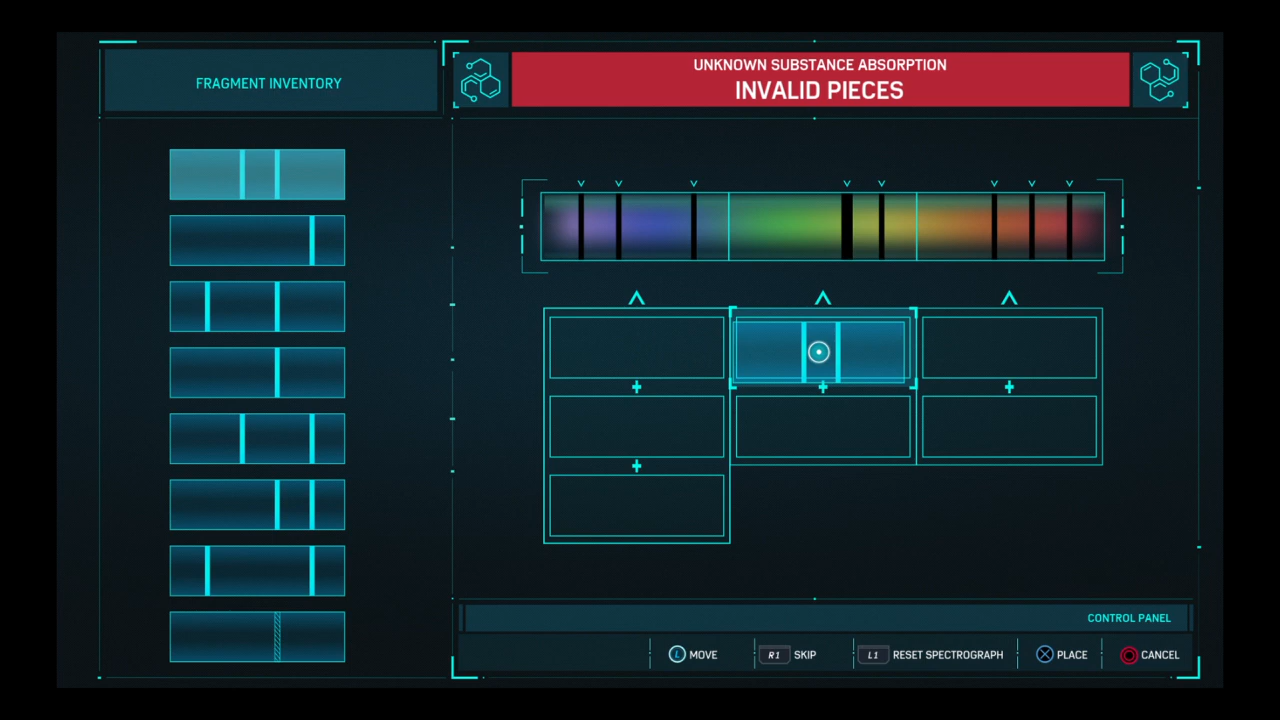 FRAGMENT INVENTORY
UNKNOWN SUBSTANCE ABSORPTION
INVALID PIECES
CONTROL PANEL
L MOVE
R1 SKIP
L1 RESET SPECTROGRAPH
PLACE
CANCEL